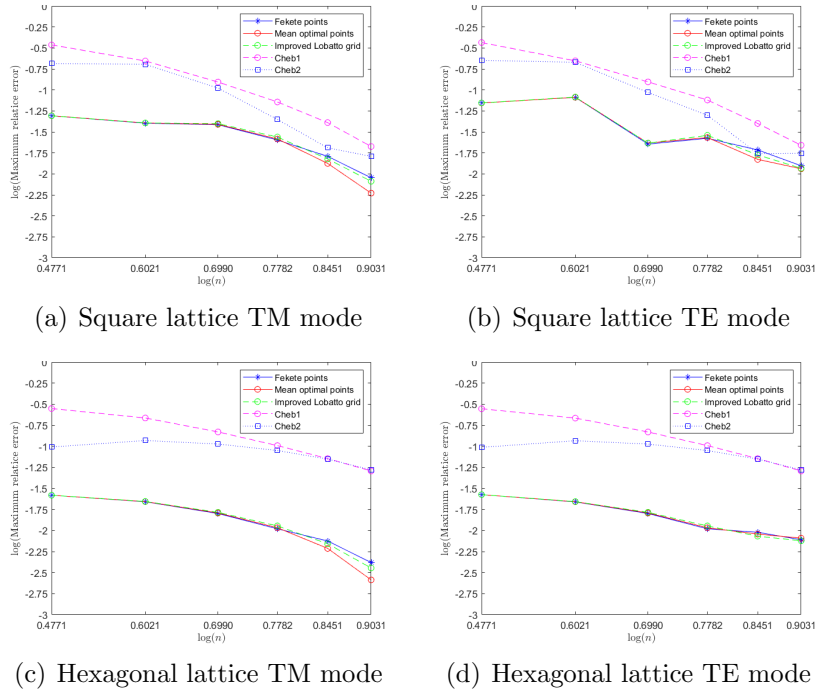 0
-0.25
-0.5
-0.75
-1
-1.25
-1.5
-1.75
-2
-2.25
-2.5
-2.75
-3
log(Maximum relatice error)
Fekete points
Mean optimal points
Improved Lobatto grid
Cheb1
Cheb2
0.4771 0.6021 0.6990 0.7782 0.8451 0.9031
log(n)
(a) Square lattice TM mode
0
-0.25
-0.5
-0.75
-1
-1.25
-1.5
-1.75
-2
-2.25
-2.5
-2.75
-3
log(Maximum relatice error)
Fekete points
Mean optimal points
Improved Lobatto grid
Cheb1
Cheb2
0.4771 0.6021 0.6990 0.7782 0.8451 0.9031
log(n)
(b) Square lattice TE mode
0
-0.25
-0.5
-0.75
-1
-1.25
-1.5
-1.75
-2
-2.25
-2.5
-2.75
-3
log(Maximum relatice error)
Fekete points
Mean optimal points
Improved Lobatto grid
Cheb1
Cheb2
0.4771 0.6021 0.6990 0.7782 0.8451 0.9031
log(n)
(c) Hexagonal lattice TM mode
0
-0.25
-0.5
-0.75
-1
-1.25
-1.5
-1.75
-2
-2.25
-2.5
-2.75
-3
log(Maximum relatice error)
Fekete points
Mean optimal points
Improved Lobatto grid
Cheb1
Cheb2
0.4771 0.6021 0.6990 0.7782 0.8451 0.9031
log(n)
(d) Hexagonal lattice TE mode